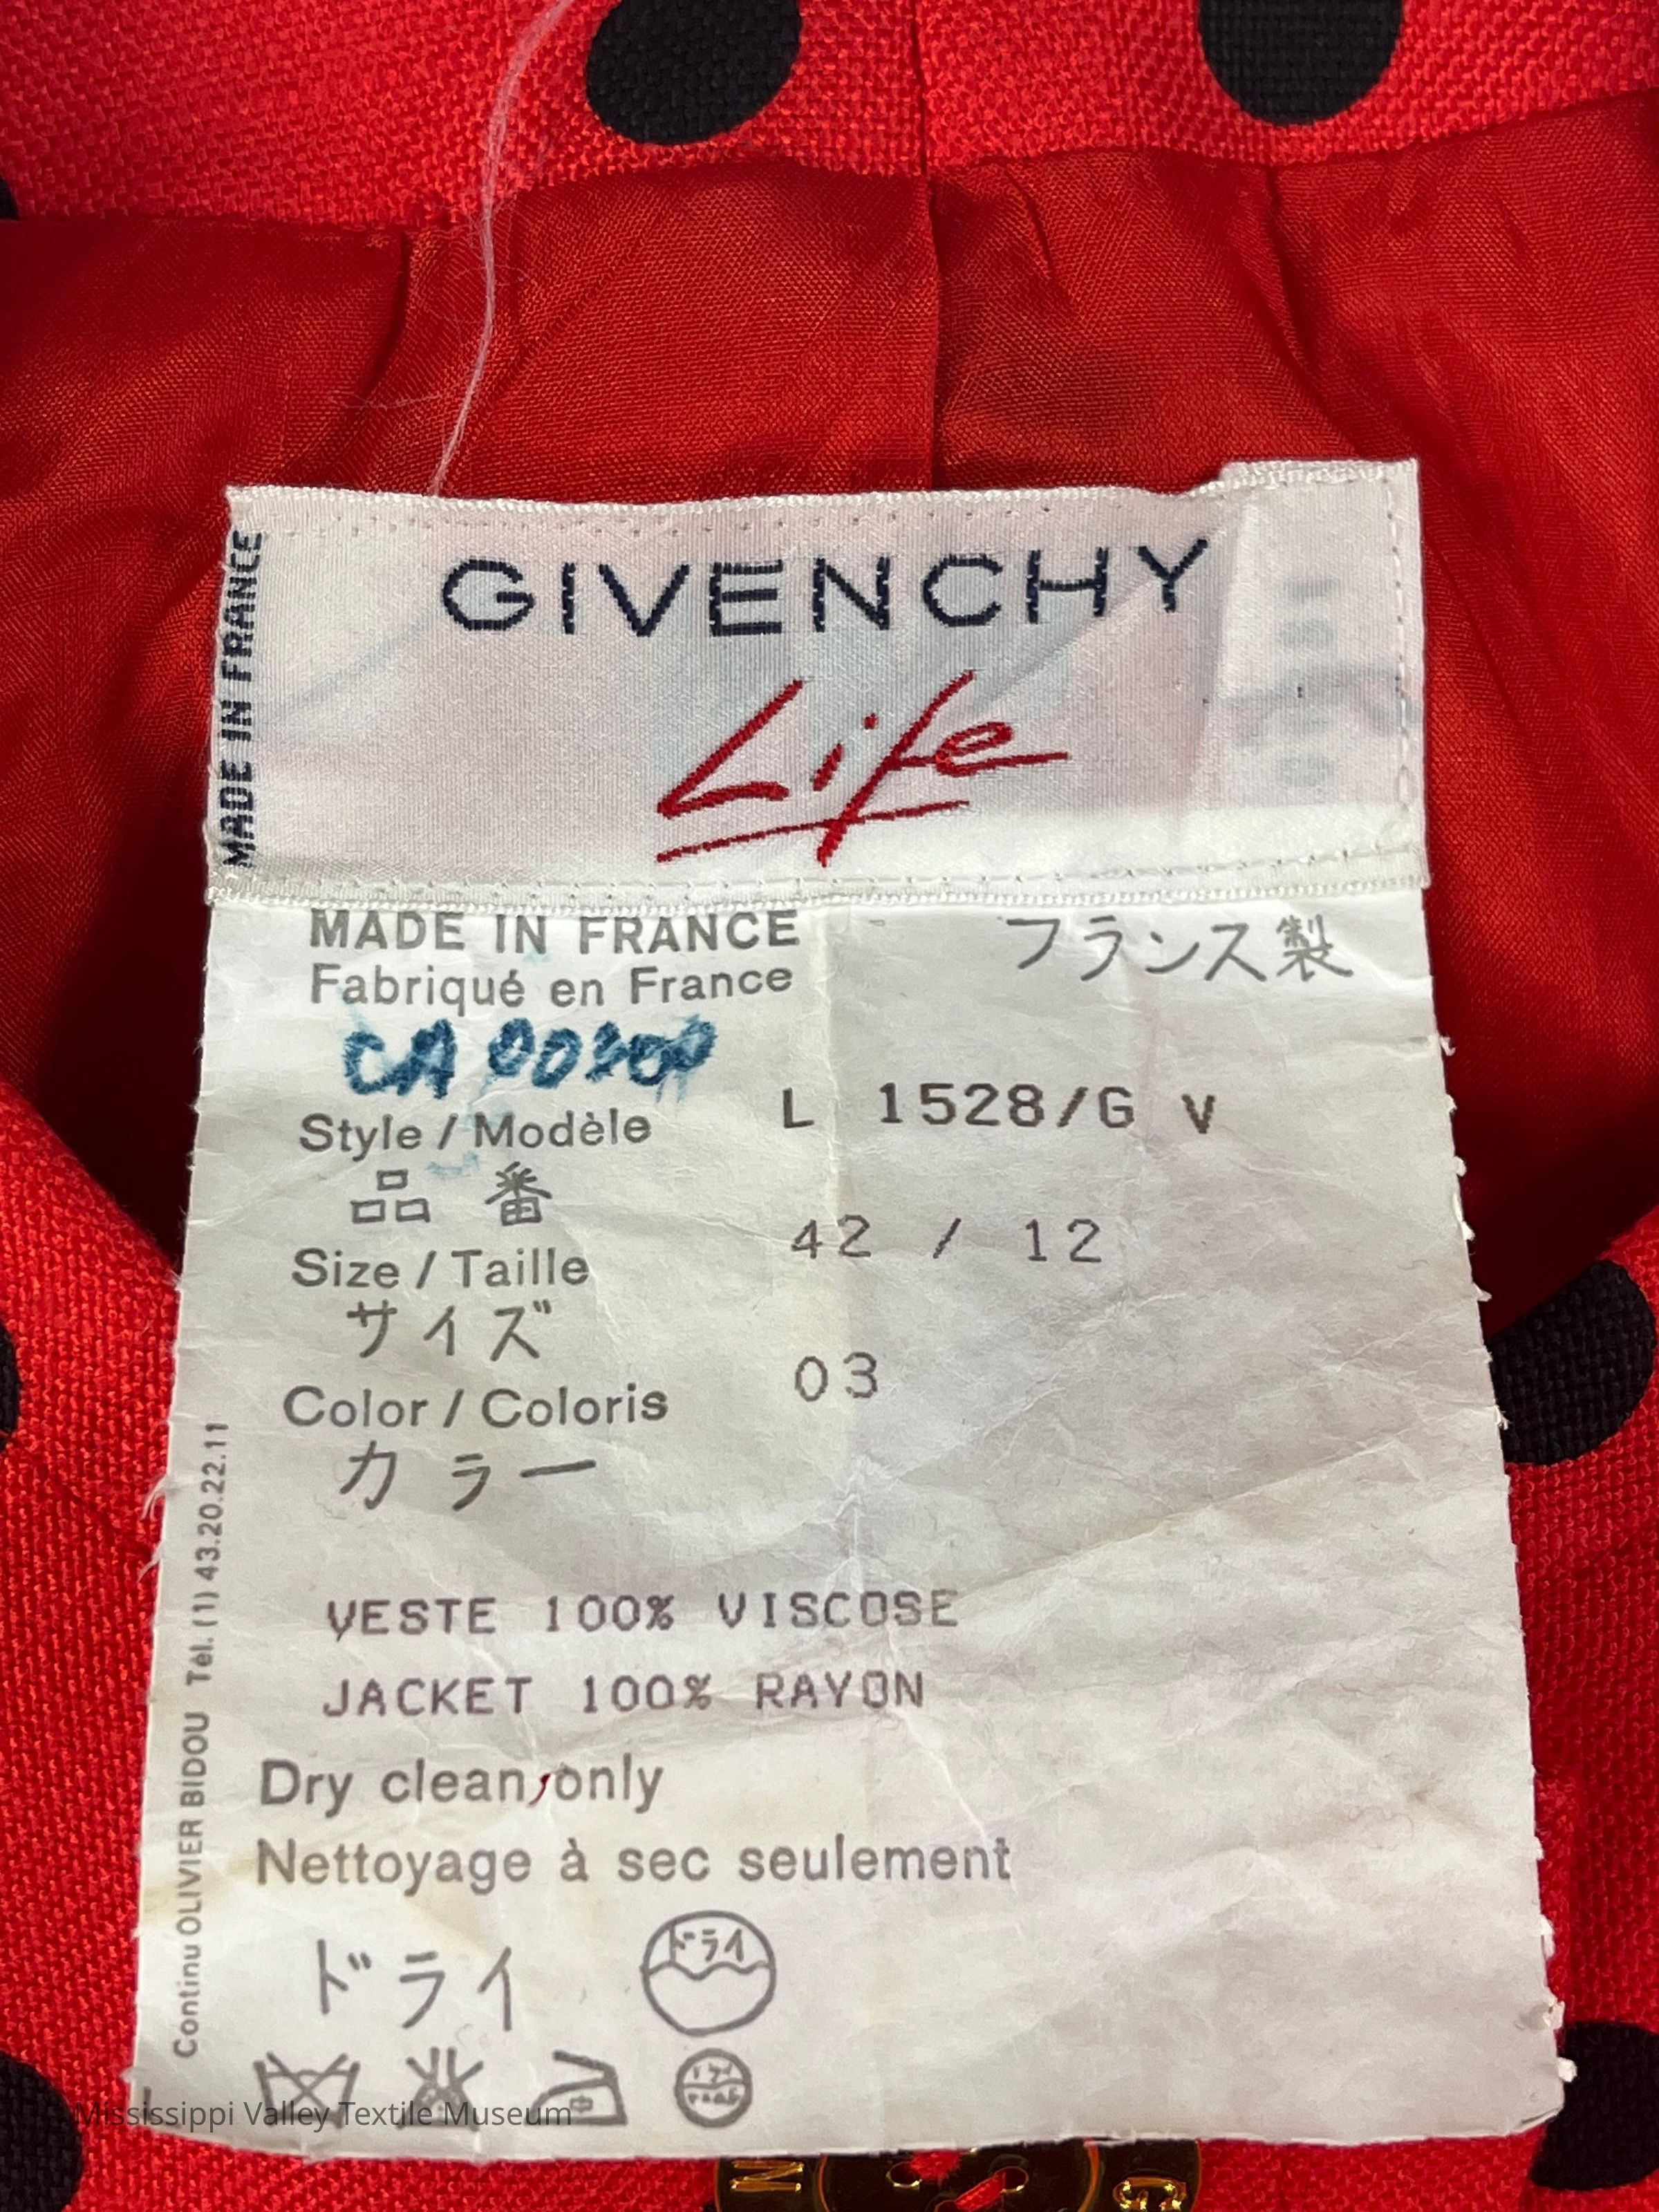 MADE IN FRANCE
GIVENCHY
Life
MADE IN FRANCE フランス製
Fabriqué en France
Style / Modèle L 1528/G V
品番
Size / Taille 42 / 12
サイズ
Color / Coloris 03
カラー
VESTE 100% VISCOSE
JACKET 100% RAYON
Dry clean only
Nettoyage à sec seulement
ドライ ドライ
Continu OLIVIER BIDOU Tél. (1) 43.20.22.11
Mississippi Valley Textile Museum